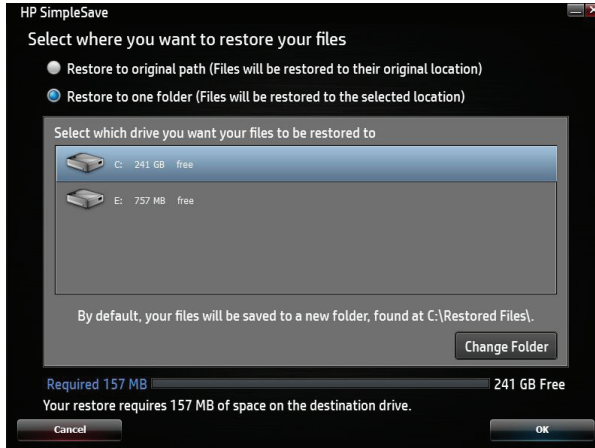 HP SimpleSave
Select where you want to restore your files
Restore to original path (Files will be restored to their original location)
Restore to one folder (Files will be restored to the selected location)
Select which drive you want your files to be restored to
C: 241 GB free
E: 757 MB free
By default, your files will be saved to a new folder, found at C:\Restored Files\.
Change Folder
Required 157 MB 241 GB Free
Your restore requires 157 MB of space on the destination drive.
Cancel OK